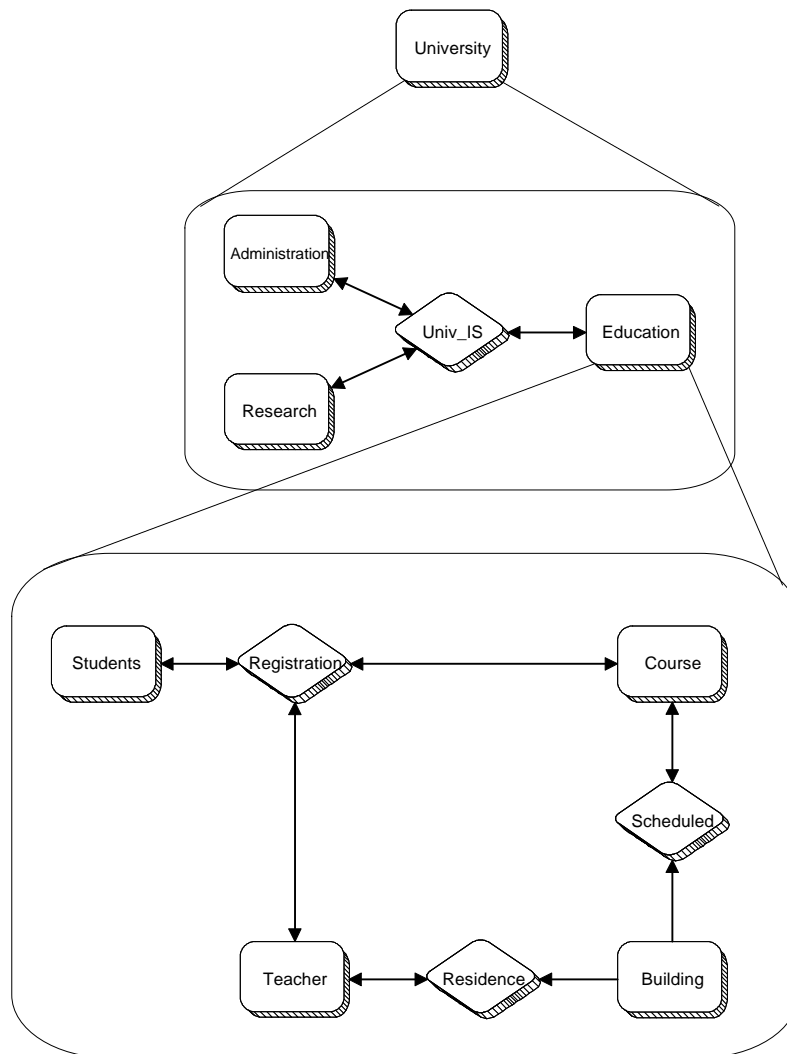 University
Administration
Univ_IS
Education
Research
Students
Registration
Course
Scheduled
Teacher
Residence
Building